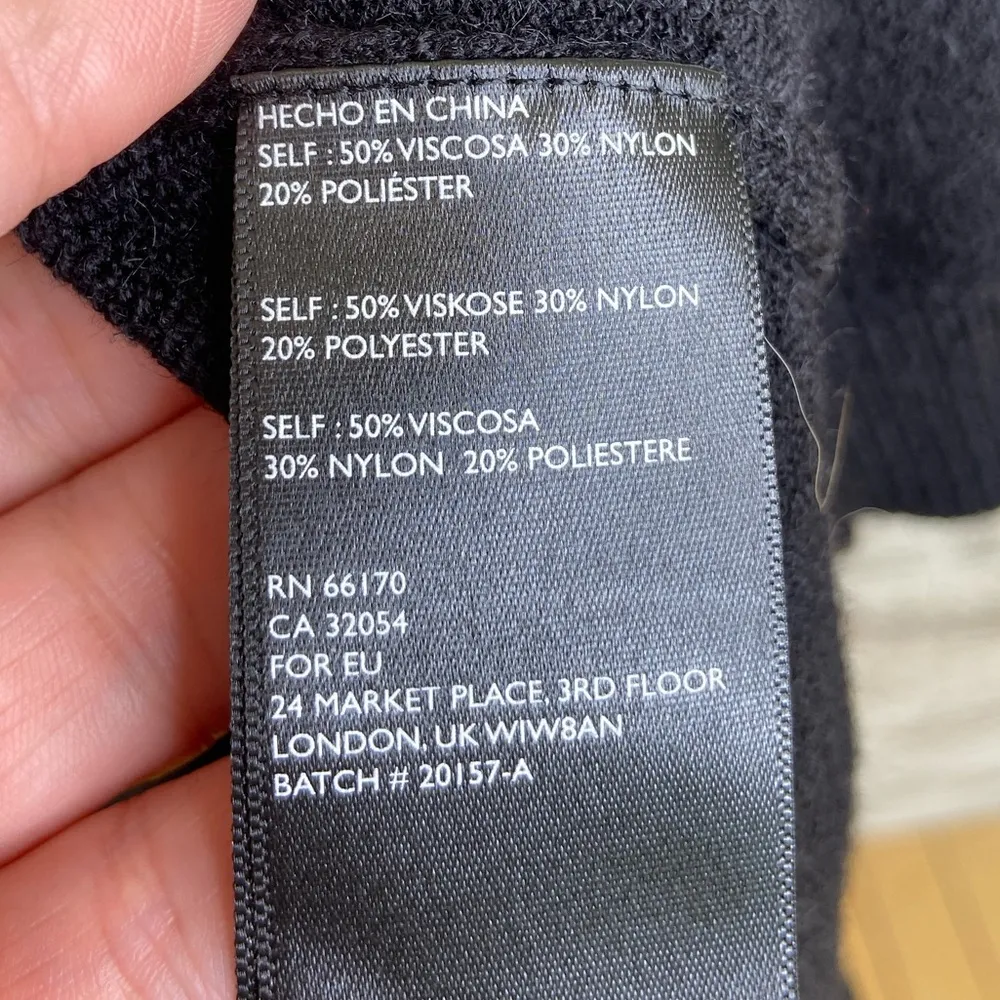 HECHO EN CHINA
SELF : 50% VISCOSA 30% NYLON
20% POLIÉSTER
SELF : 50% VISKOSE 30% NYLON
20% POLYESTER
SELF : 50% VISCOSA
30% NYLON 20% POLIESTERE
RN 66170
CA 32054
FOR EU
24 MARKET PLACE, 3RD FLOOR
LONDON, UK W1W8AN
BATCH # 20157-A